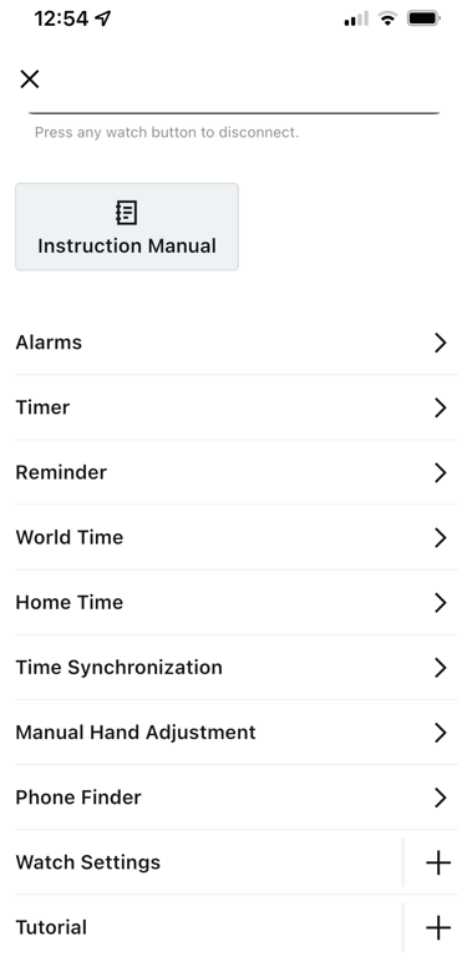 12:54
Press any watch button to disconnect.
Instruction Manual
Alarms
Timer
Reminder
World Time
Home Time
Time Synchronization
Manual Hand Adjustment
Phone Finder
Watch Settings
Tutorial